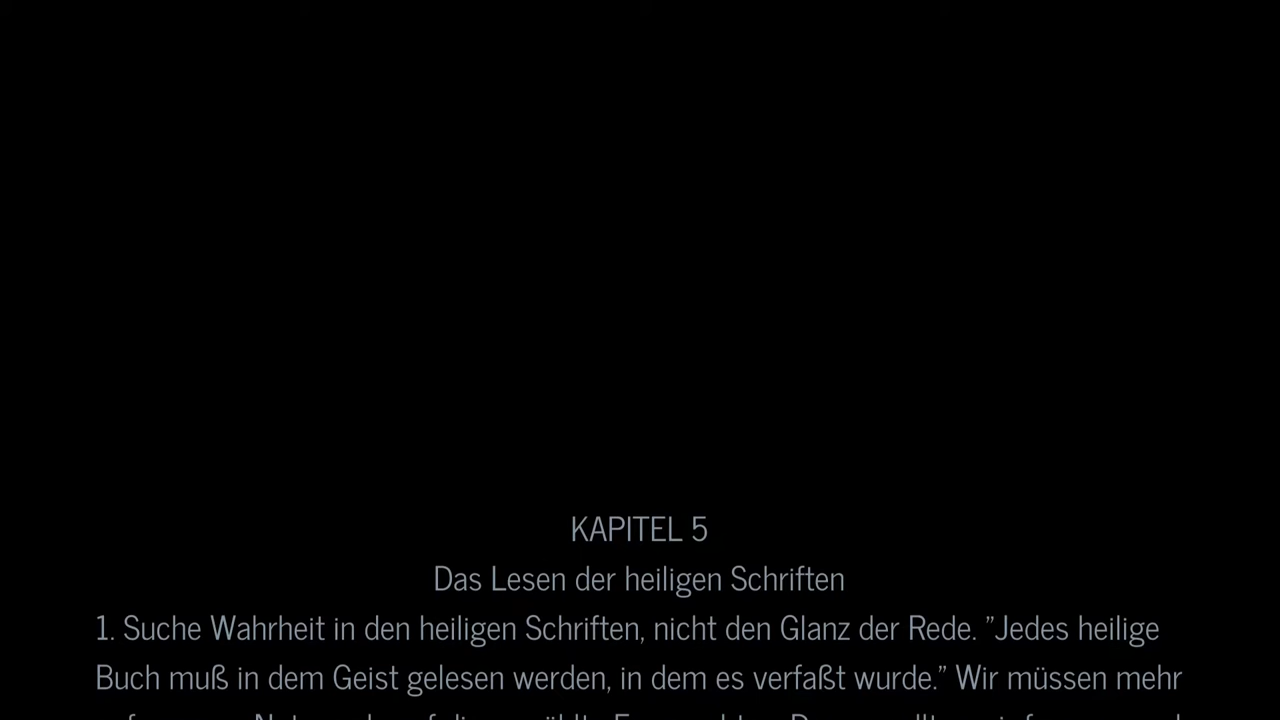 KAPITEL 5
Das Lesen der heiligen Schriften
1. Suche Wahrheit in den heiligen Schriften, nicht den Glanz der Rede. ”Jedes heilige
Buch muß in dem Geist gelesen werden, in dem es verfaßt wurde.” Wir müssen mehr